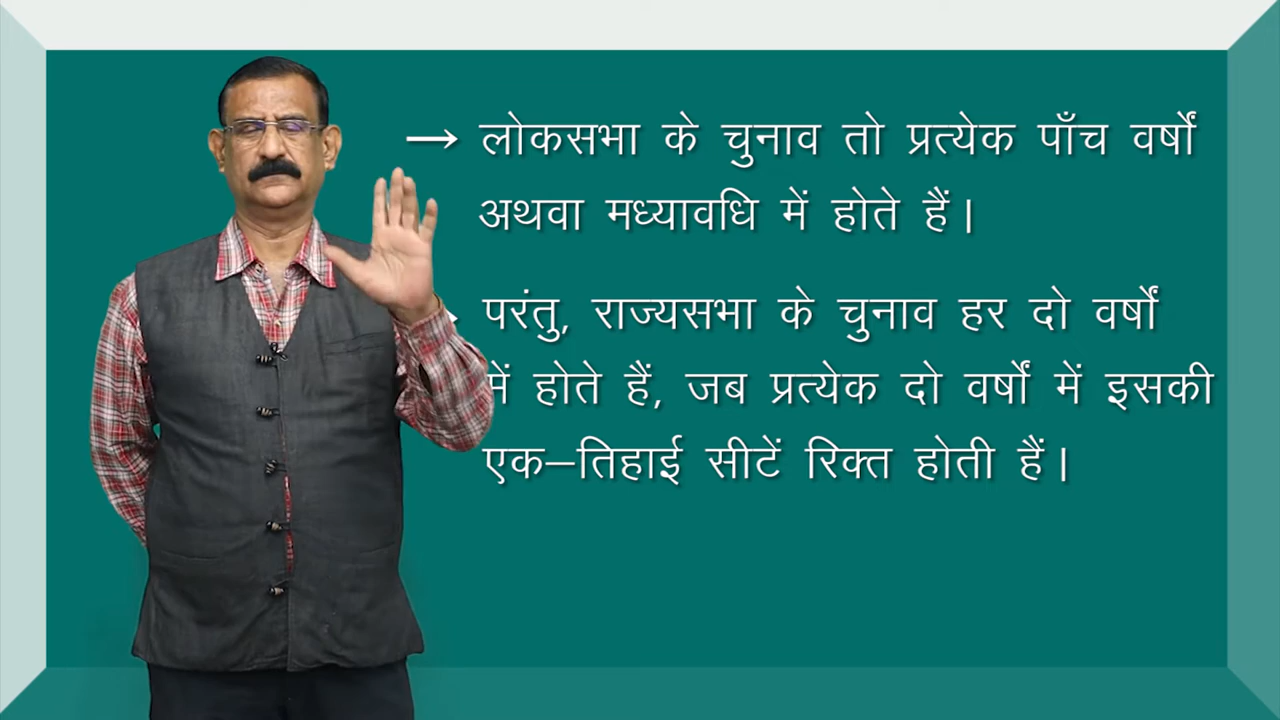 → लोकसभा के चुनाव तो प्रत्येक पाँच वर्षों
अथवा मध्यावधि में होते हैं।
परंतु, राज्यसभा के चुनाव हर दो वर्षों
में होते हैं, जब प्रत्येक दो वर्षों में इसकी
एक–तिहाई सीटें रिक्त होती हैं।